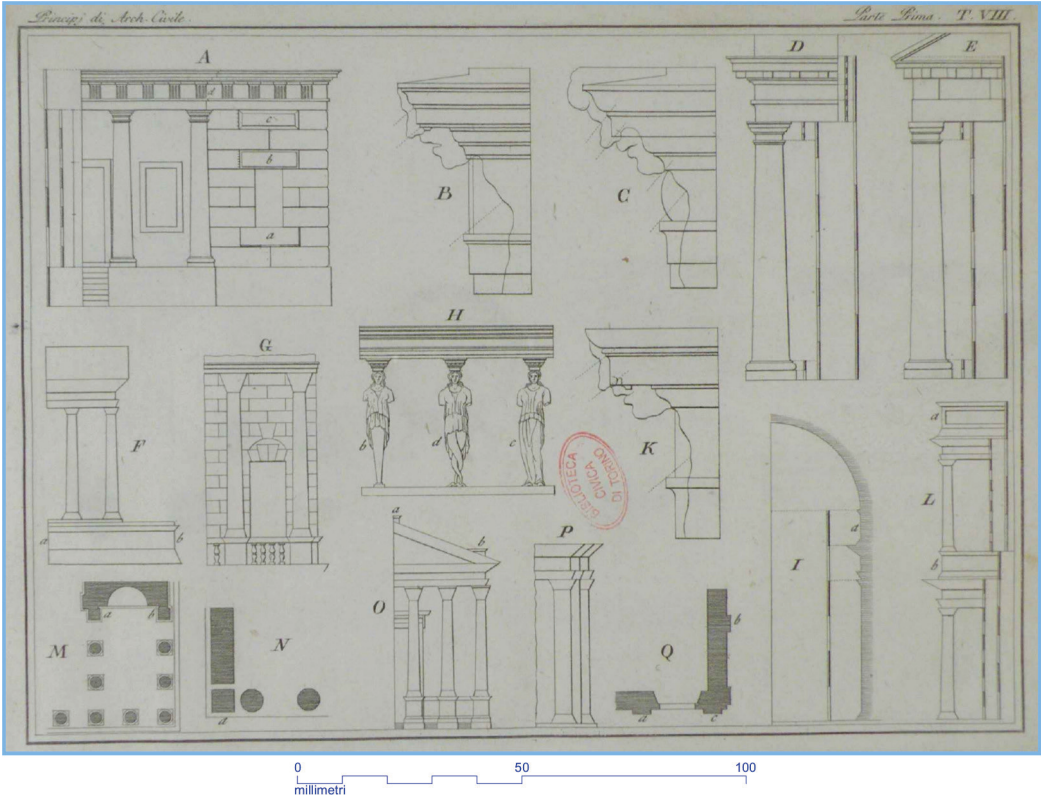 Principj di Arch. Civile.
Parte Prima. T. VIII.
A
D
E
d
c
b
a
B
C
H
G
F
b
d
c
K
BIBLIOTECA
CIVICA
DI TORINO
a
L
b
a
b
a
I
d
a
b
P
O
M
a
b
N
a
Q
b
a
c
0
50
100
millimetri